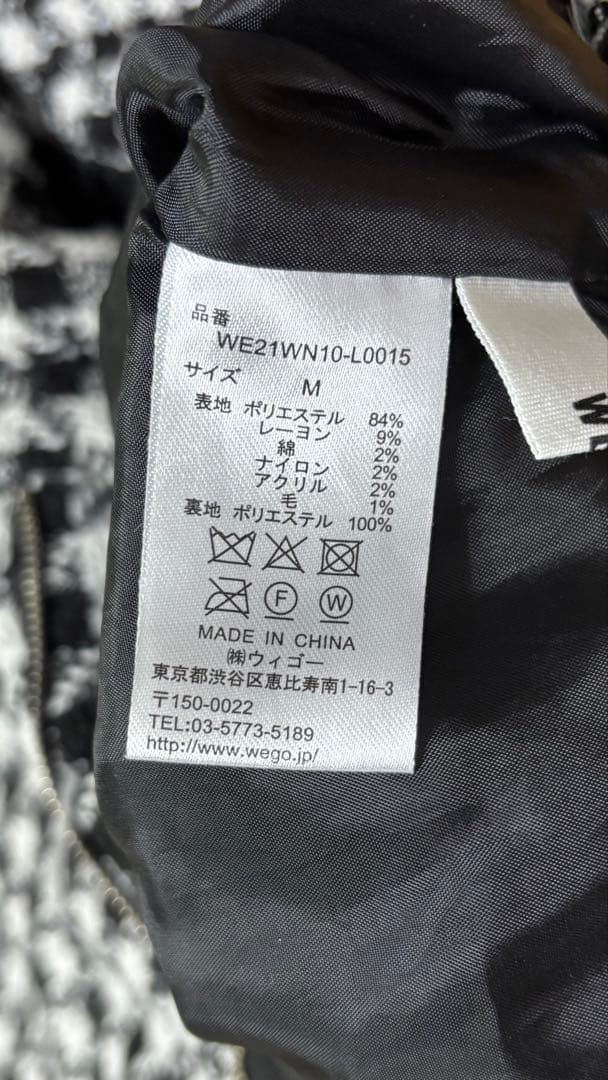 品番
WE21WN10-L0015
サイズ M
表地 ポリエステル 84%
レーヨン 9%
綿 2%
ナイロン 2%
アクリル 2%
毛 1%
裏地 ポリエステル 100%
F W
MADE IN CHINA
㈱ウィゴー
東京都渋谷区恵比寿南1-16-3
〒150-0022
TEL:03-5773-5189
http://www.wego.jp/